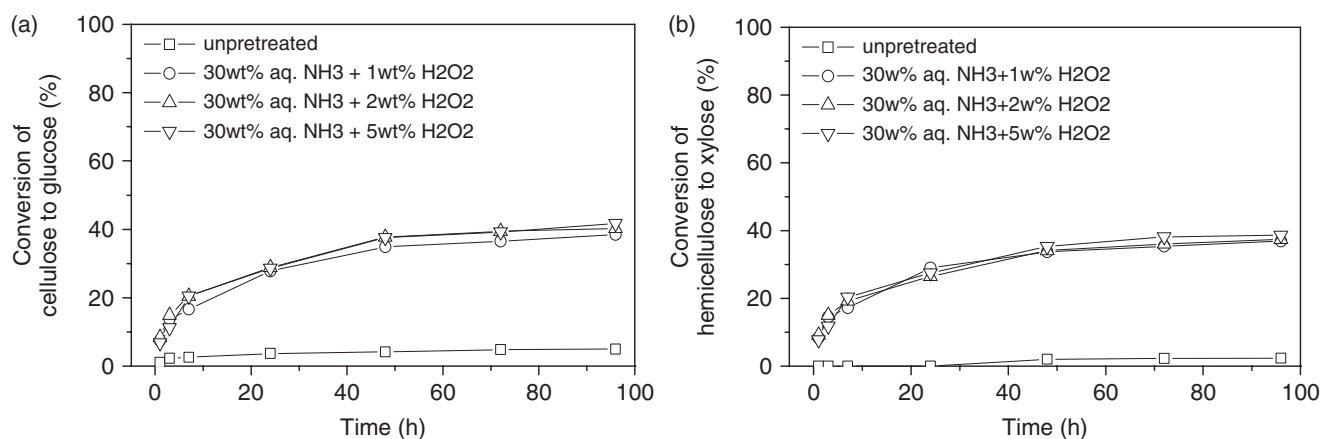 (a)
100
80
60
40
20
0
Conversion of
cellulose to glucose (%)
unpretreated
30wt% aq. NH3 + 1wt% H2O2
30wt% aq. NH3 + 2wt% H2O2
30wt% aq. NH3 + 5wt% H2O2
0 20 40 60 80 100
Time (h)
(b)
100
80
60
40
20
0
Conversion of
hemicellulose to xylose (%)
unpretreated
30w% aq. NH3+1w% H2O2
30w% aq. NH3+2w% H2O2
30w% aq. NH3+5w% H2O2
0 20 40 60 80 100
Time (h)